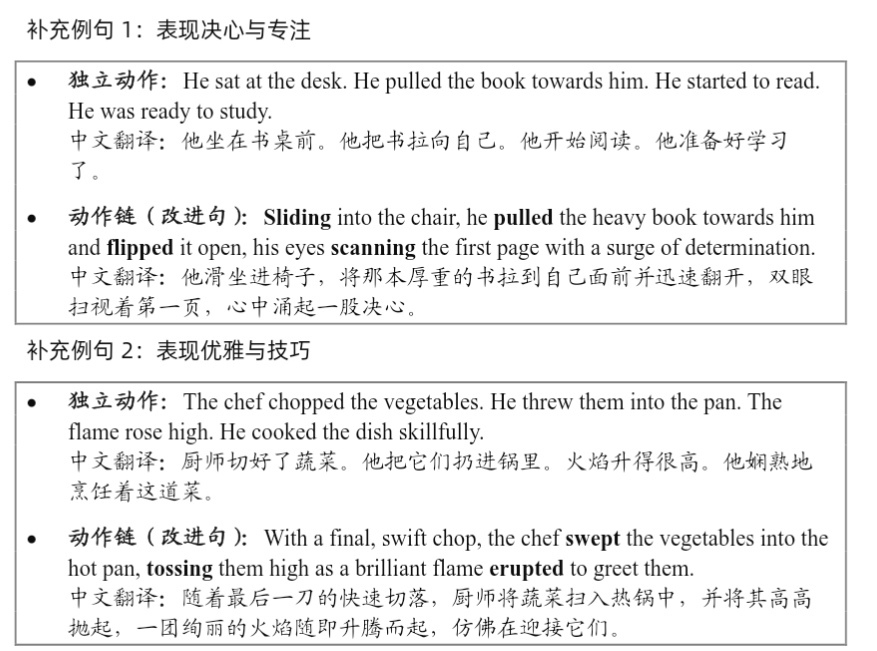 补充例句 1：表现决心与专注
• 独立动作：He sat at the desk. He pulled the book towards him. He started to read.
He was ready to study.
中文翻译：他坐在书桌前。他把书拉向自己。他开始阅读。他准备好学习
了。
• 动作链（改进句）：Sliding into the chair, he pulled the heavy book towards him
and flipped it open, his eyes scanning the first page with a surge of determination.
中文翻译：他滑坐进椅子，将那本厚重的书拉到自己面前并迅速翻开，双眼
扫视着第一页，心中涌起一股决心。
补充例句 2：表现优雅与技巧
• 独立动作：The chef chopped the vegetables. He threw them into the pan. The
flame rose high. He cooked the dish skillfully.
中文翻译：厨师切好了蔬菜。他把它们扔进锅里。火焰升得很高。他娴熟地
烹饪着这道菜。
• 动作链（改进句）：With a final, swift chop, the chef swept the vegetables into the
hot pan, tossing them high as a brilliant flame erupted to greet them.
中文翻译：随着最后一刀的快速切落，厨师将蔬菜扫入热锅中，并将其高高
抛起，一团绚丽的火焰随即升腾而起，仿佛在迎接它们。